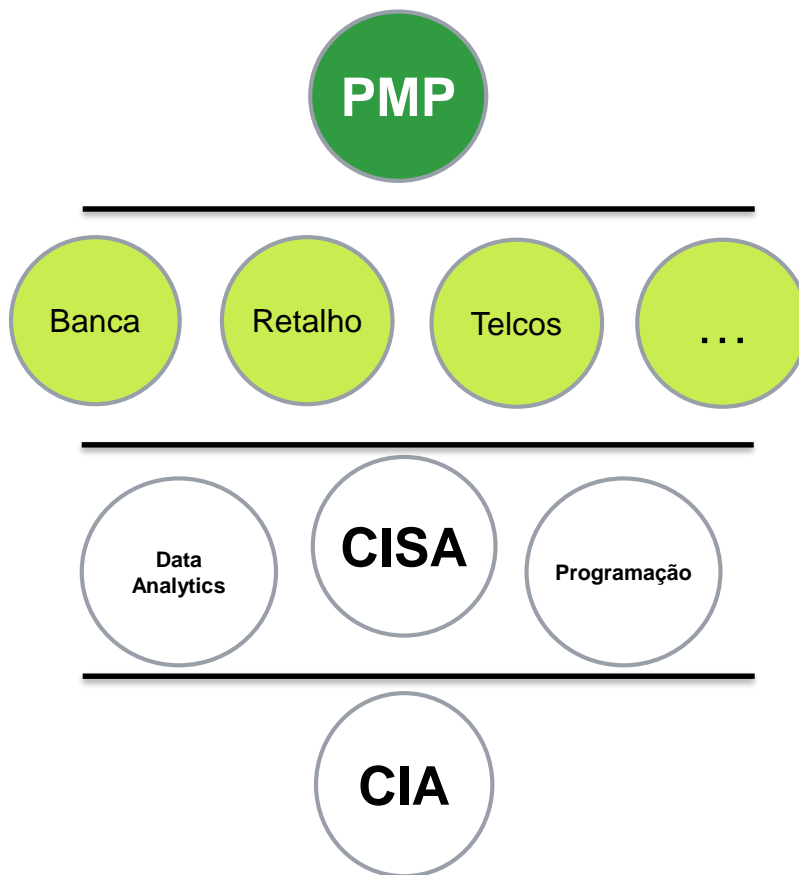 PMP
Banca
Retalho
Telcos
...
Data
Analytics
CISA
Programação
CIA